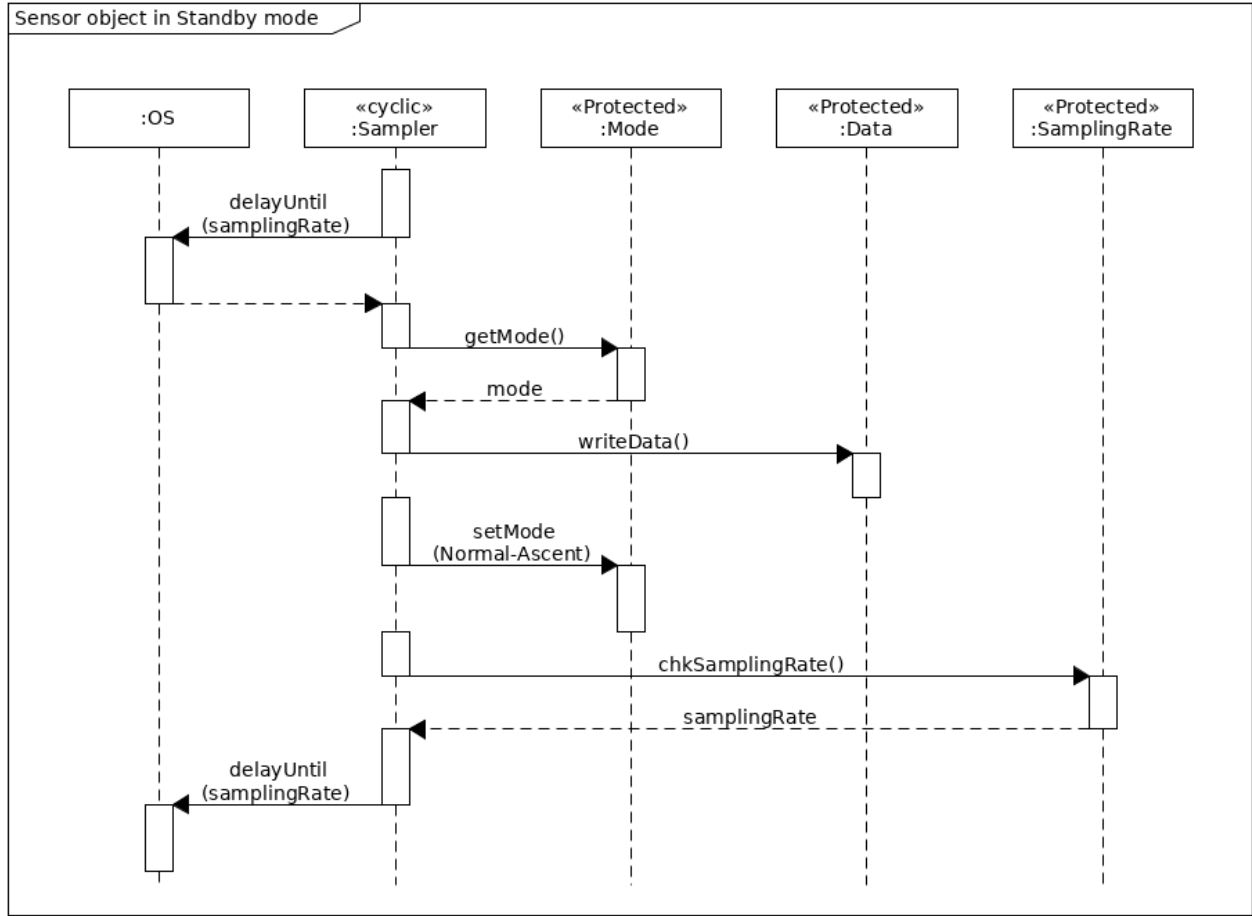 Sensor object in Standby mode
:OS
«cyclic»
:Sampler
«Protected»
:Mode
«Protected»
:Data
«Protected»
:SamplingRate
delayUntil
(samplingRate)
getMode()
mode
writeData()
setMode
(Normal-Ascent)
chkSamplingRate()
samplingRate
delayUntil
(samplingRate)